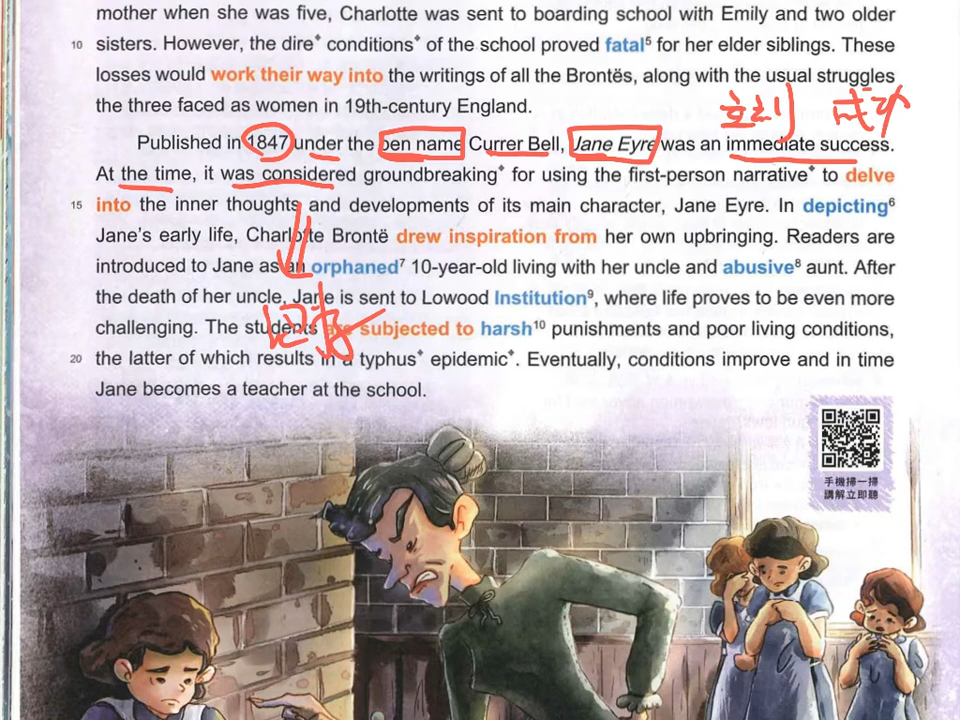 mother when she was five, Charlotte was sent to boarding school with Emily and two older
10 sisters. However, the dire⁺ conditions⁺ of the school proved fatal⁵ for her elder siblings. These
losses would work their way into the writings of all the Brontës, along with the usual struggles
the three faced as women in 19th-century England.
立刻 成功
Published in 1847 under the pen name Currer Bell, Jane Eyre was an immediate success.
At the time, it was considered groundbreaking⁺ for using the first-person narrative⁺ to delve
15 into the inner thoughts and developments of its main character, Jane Eyre. In depicting⁶
Jane's early life, Charlotte Brontë drew inspiration from her own upbringing. Readers are
introduced to Jane as an orphaned⁷ 10-year-old living with her uncle and abusive⁸ aunt. After
the death of her uncle, Jane is sent to Lowood Institution⁹, where life proves to be even more
challenging. The students are subjected to harsh¹⁰ punishments and poor living conditions,
20 the latter of which results in a typhus⁺ epidemic⁺. Eventually, conditions improve and in time
Jane becomes a teacher at the school.
手機掃一掃
講解立即聽